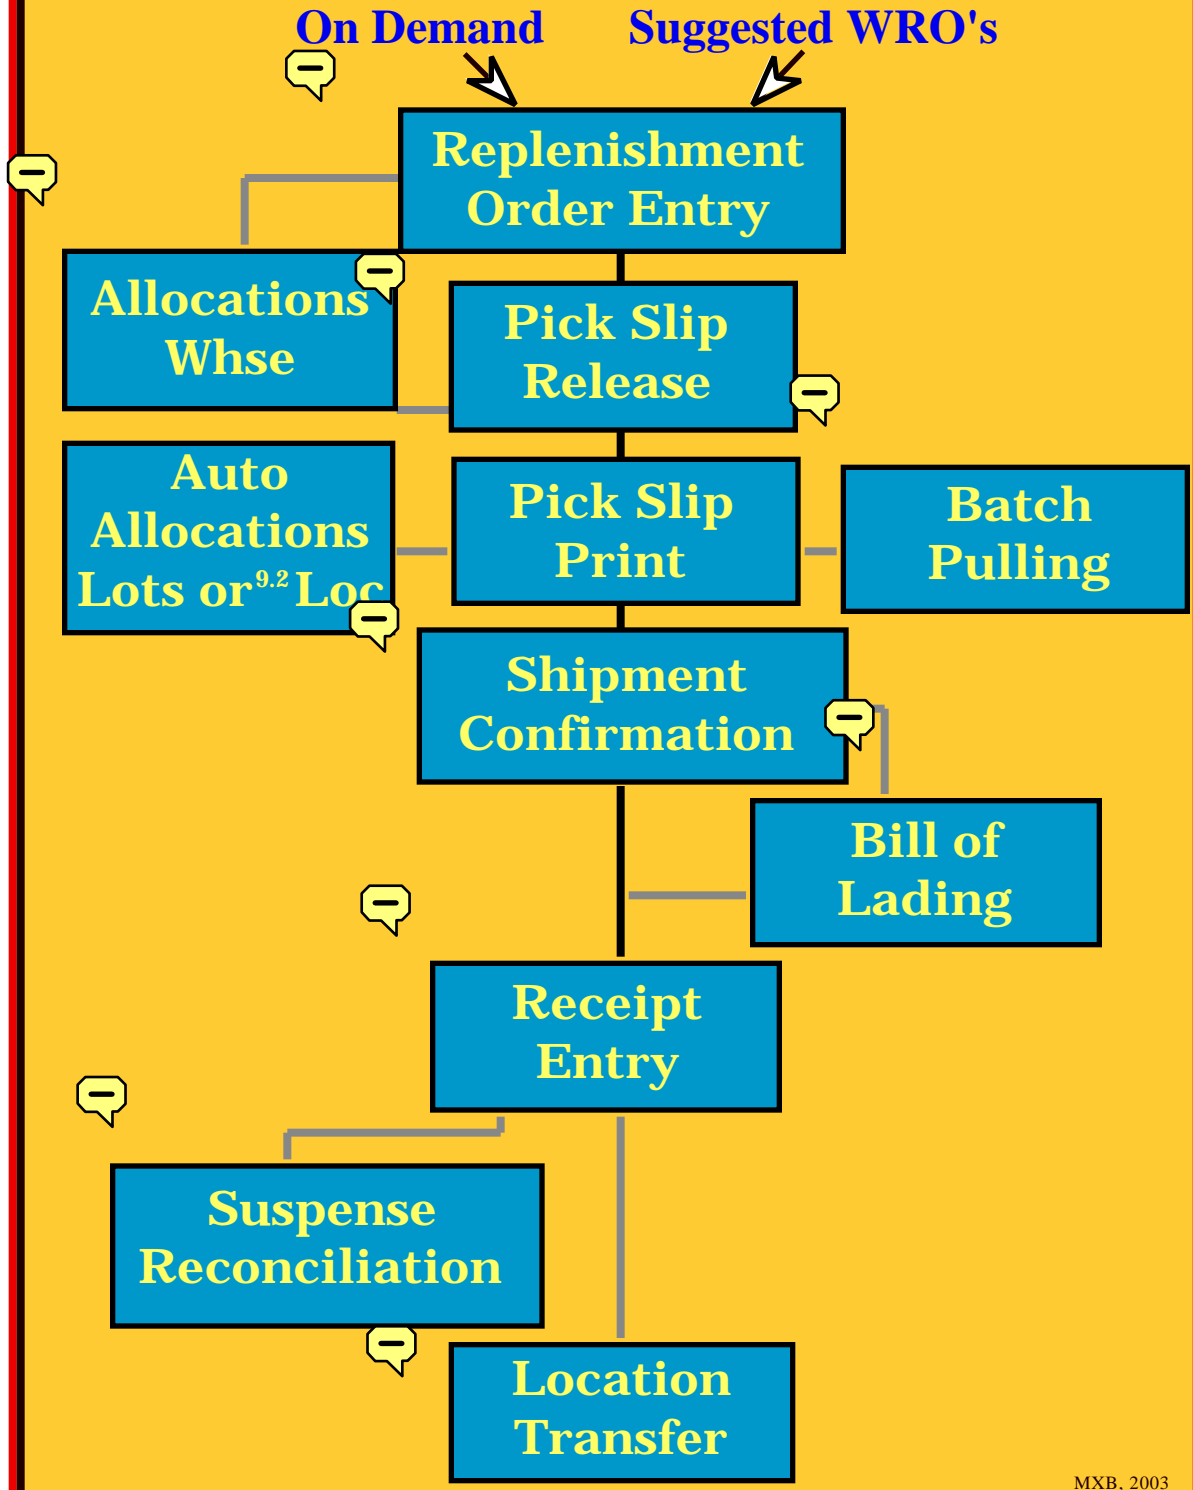 On Demand
Suggested WRO's
Replenishment
Order Entry
Allocations
Whse
Pick Slip
Release
Auto
Allocations
Lots or 9.2 Loc
Pick Slip
Print
Batch
Pulling
Shipment
Confirmation
Bill of
Lading
Receipt
Entry
Suspense
Reconciliation
Location
Transfer
MXB, 2003